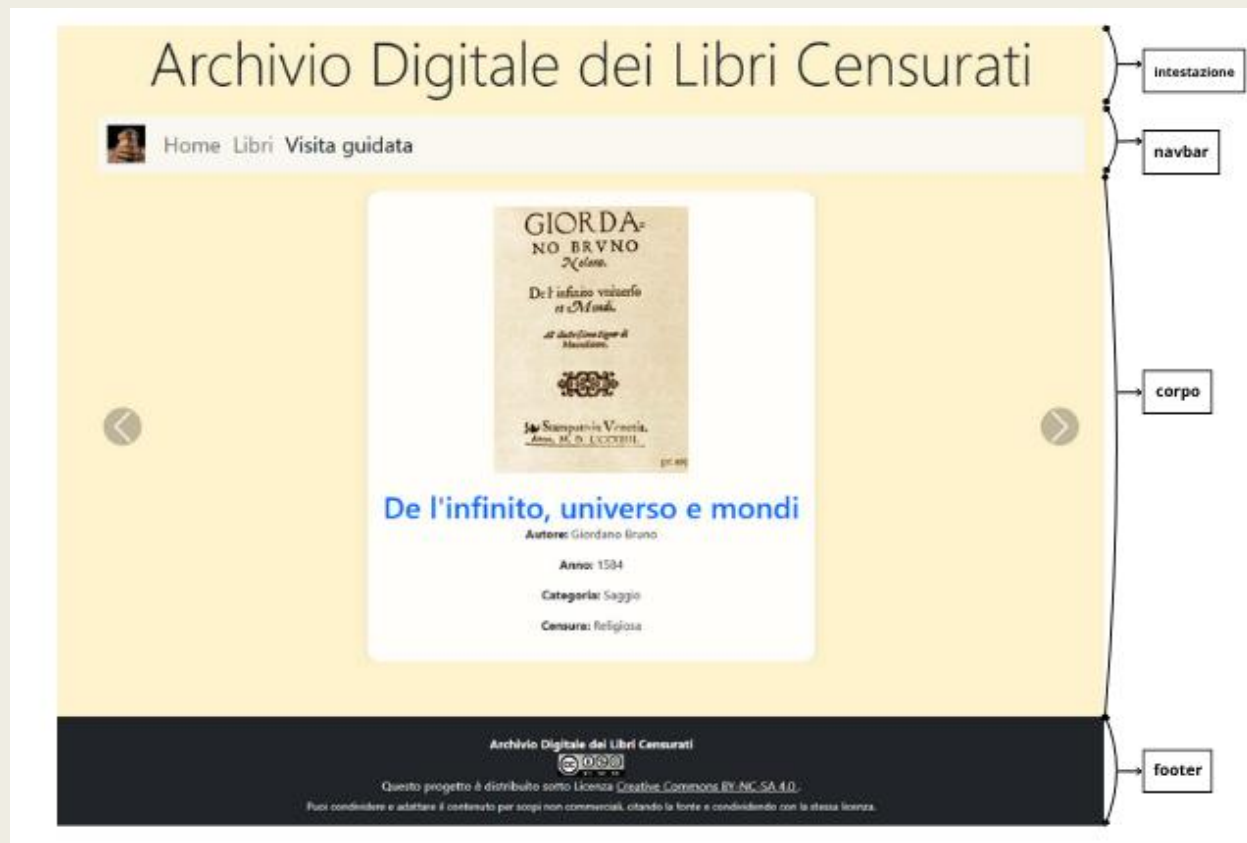 Archivio Digitale dei Libri Censurati
intestazione
Home Libri Visita guidata
navbar
GIORDA=
NO BRVNO
Nolano.
De l'infinito vniuerso
et Mondi.
Stampato in Venetia.
corpo
De l'infinito, universo e mondi
Autore: Giordano Bruno
Anno: 1584
Categoria: Saggio
Censura: Religiosa
Archivio Digitale dei Libri Censurati
Questo progetto è distribuito sotto Licenza Creative Commons BY-NC-SA 4.0.
Puoi condividere e adattare il contenuto per scopi non commerciali, citando la fonte e condividendo con la stessa licenza.
footer